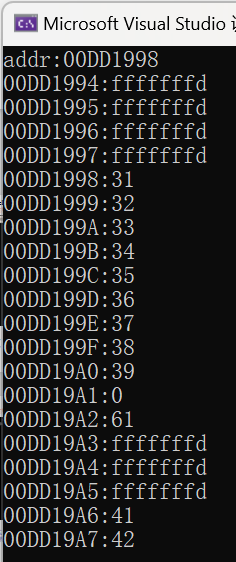 Microsoft Visual Studio
addr:00DD1998
00DD1994:fffffffd
00DD1995:fffffffd
00DD1996:fffffffd
00DD1997:fffffffd
00DD1998:31
00DD1999:32
00DD199A:33
00DD199B:34
00DD199C:35
00DD199D:36
00DD199E:37
00DD199F:38
00DD19A0:39
00DD19A1:0
00DD19A2:61
00DD19A3:fffffffd
00DD19A4:fffffffd
00DD19A5:fffffffd
00DD19A6:41
00DD19A7:42